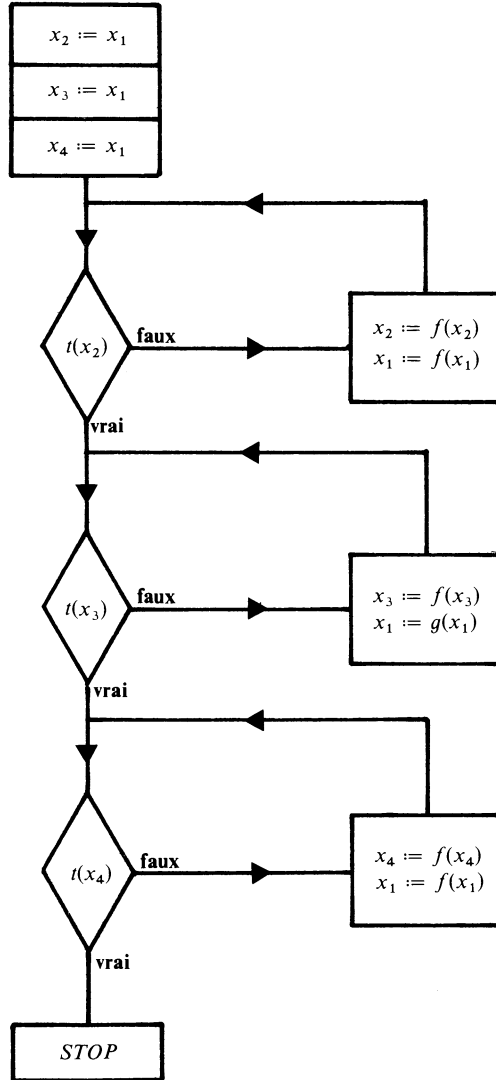 x₂ := x₁
x₃ := x₁
x₄ := x₁
t(x₂)
faux
x₂ := f(x₂)
x₁ := f(x₁)
vrai
t(x₃)
faux
x₃ := f(x₃)
x₁ := g(x₁)
vrai
t(x₄)
faux
x₄ := f(x₄)
x₁ := f(x₁)
vrai
STOP